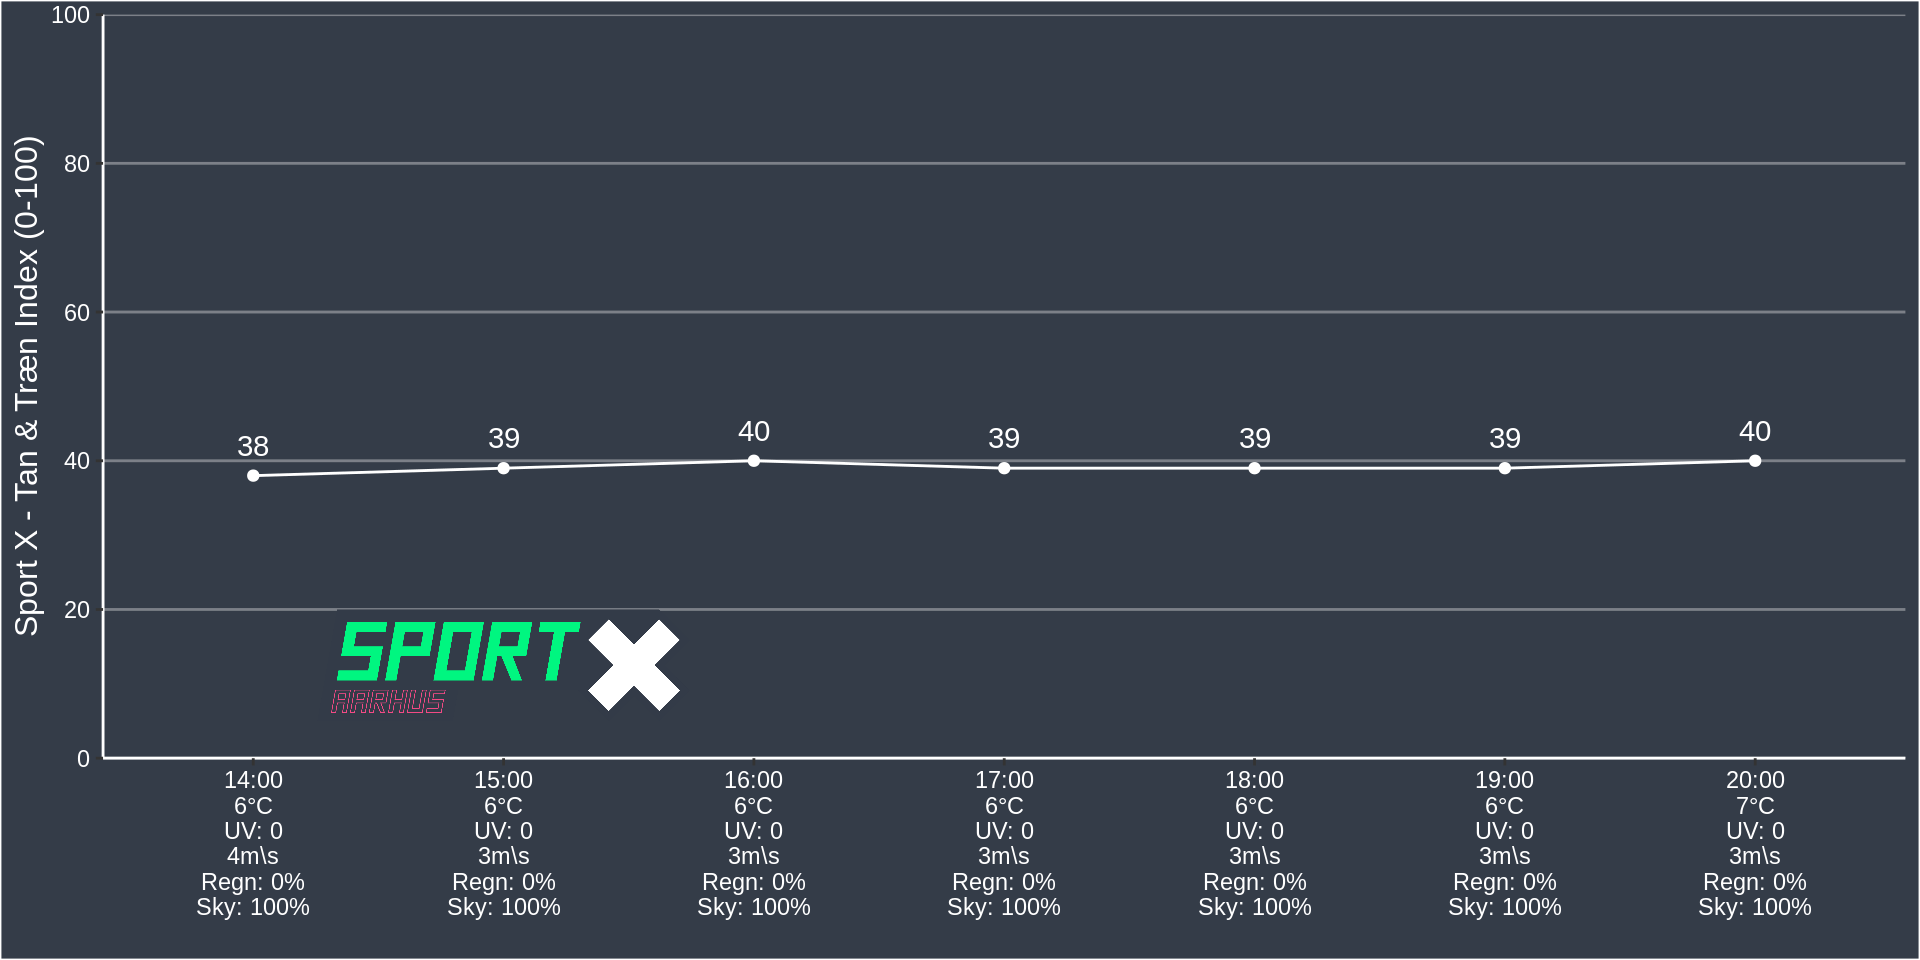 Sport X - Tan & Træn Index (0-100)
100
80
60
40
20
0
38
39
40
39
39
39
40
SPORT X
AARHUS
14:00
6°C
UV: 0
4m\s
Regn: 0%
Sky: 100%
15:00
6°C
UV: 0
3m\s
Regn: 0%
Sky: 100%
16:00
6°C
UV: 0
3m\s
Regn: 0%
Sky: 100%
17:00
6°C
UV: 0
3m\s
Regn: 0%
Sky: 100%
18:00
6°C
UV: 0
3m\s
Regn: 0%
Sky: 100%
19:00
6°C
UV: 0
3m\s
Regn: 0%
Sky: 100%
20:00
7°C
UV: 0
3m\s
Regn: 0%
Sky: 100%